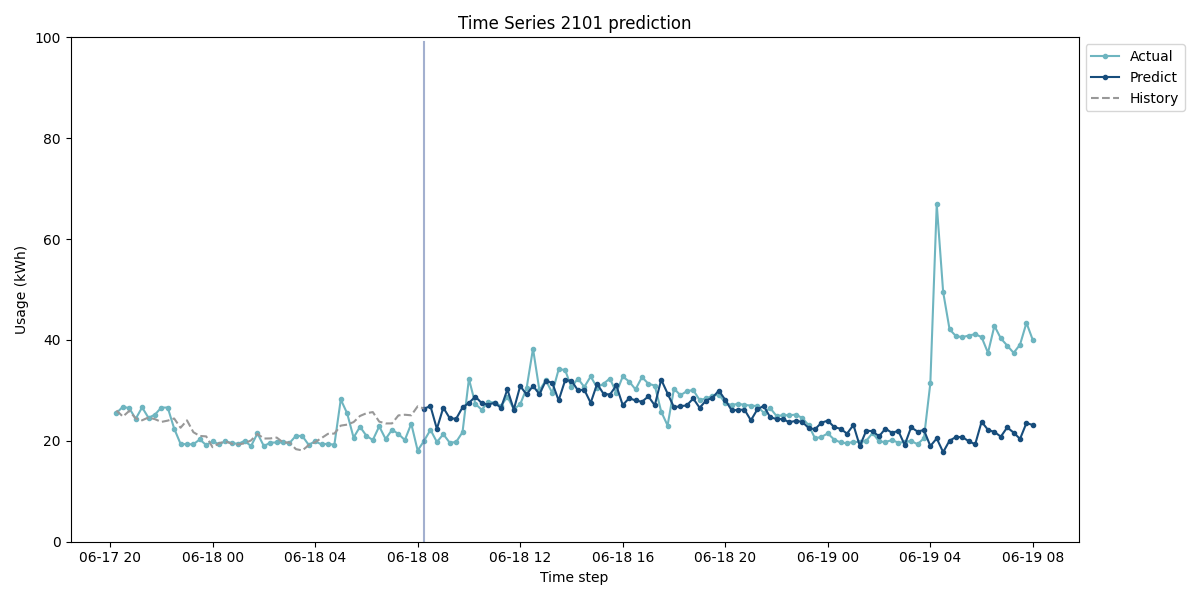 Time Series 2101 prediction
100
80
60
40
20
0
Usage (kWh)
06-17 20
06-18 00
06-18 04
06-18 08
06-18 12
06-18 16
06-18 20
06-19 00
06-19 04
06-19 08
Time step
Actual
Predict
History